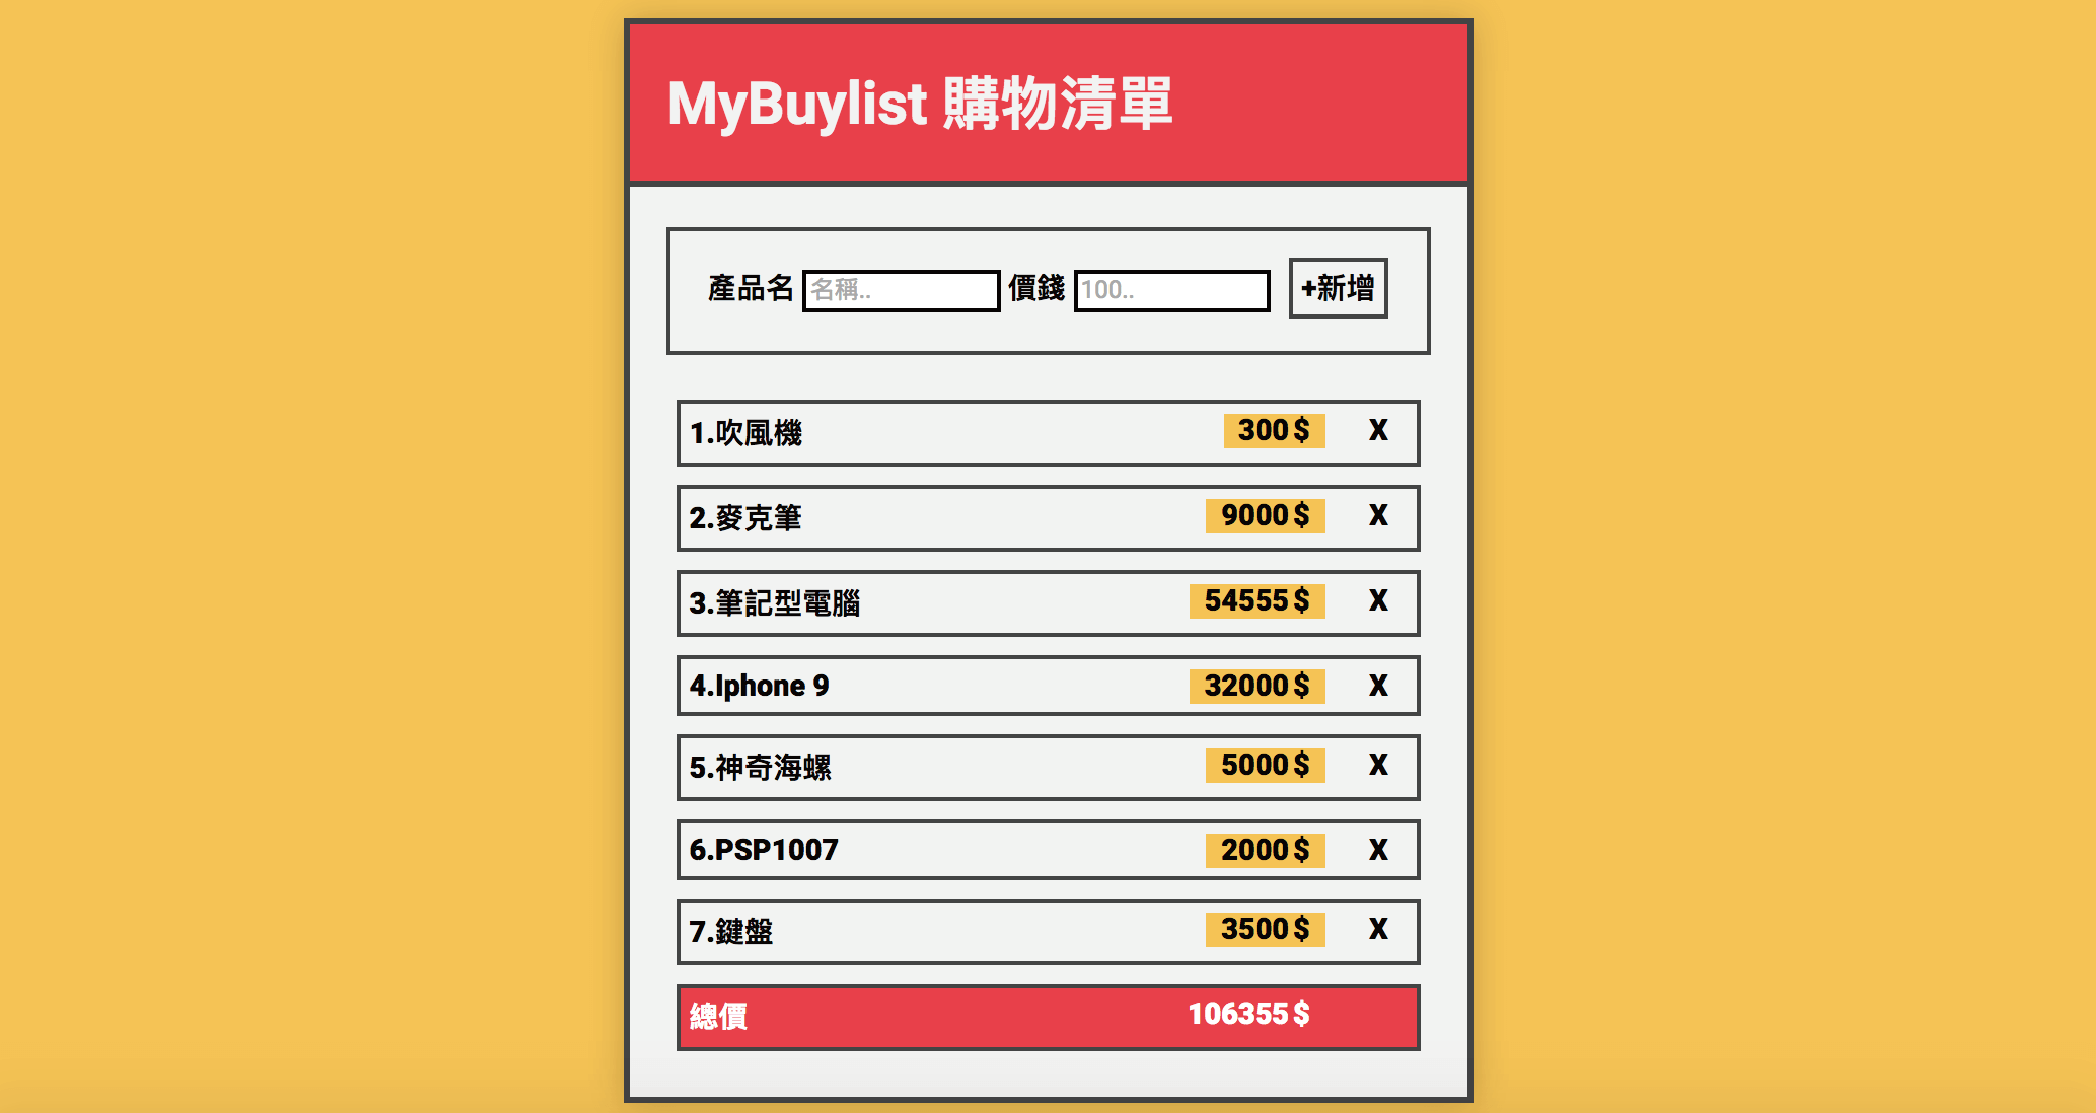 MyBuylist 購物清單
產品名 名稱.. 價錢 100.. +新增
1.吹風機 300$ X
2.麥克筆 9000$ X
3.筆記型電腦 54555$ X
4.Iphone 9 32000$ X
5.神奇海螺 5000$ X
6.PSP1007 2000$ X
7.鍵盤 3500$ X
總價 106355$